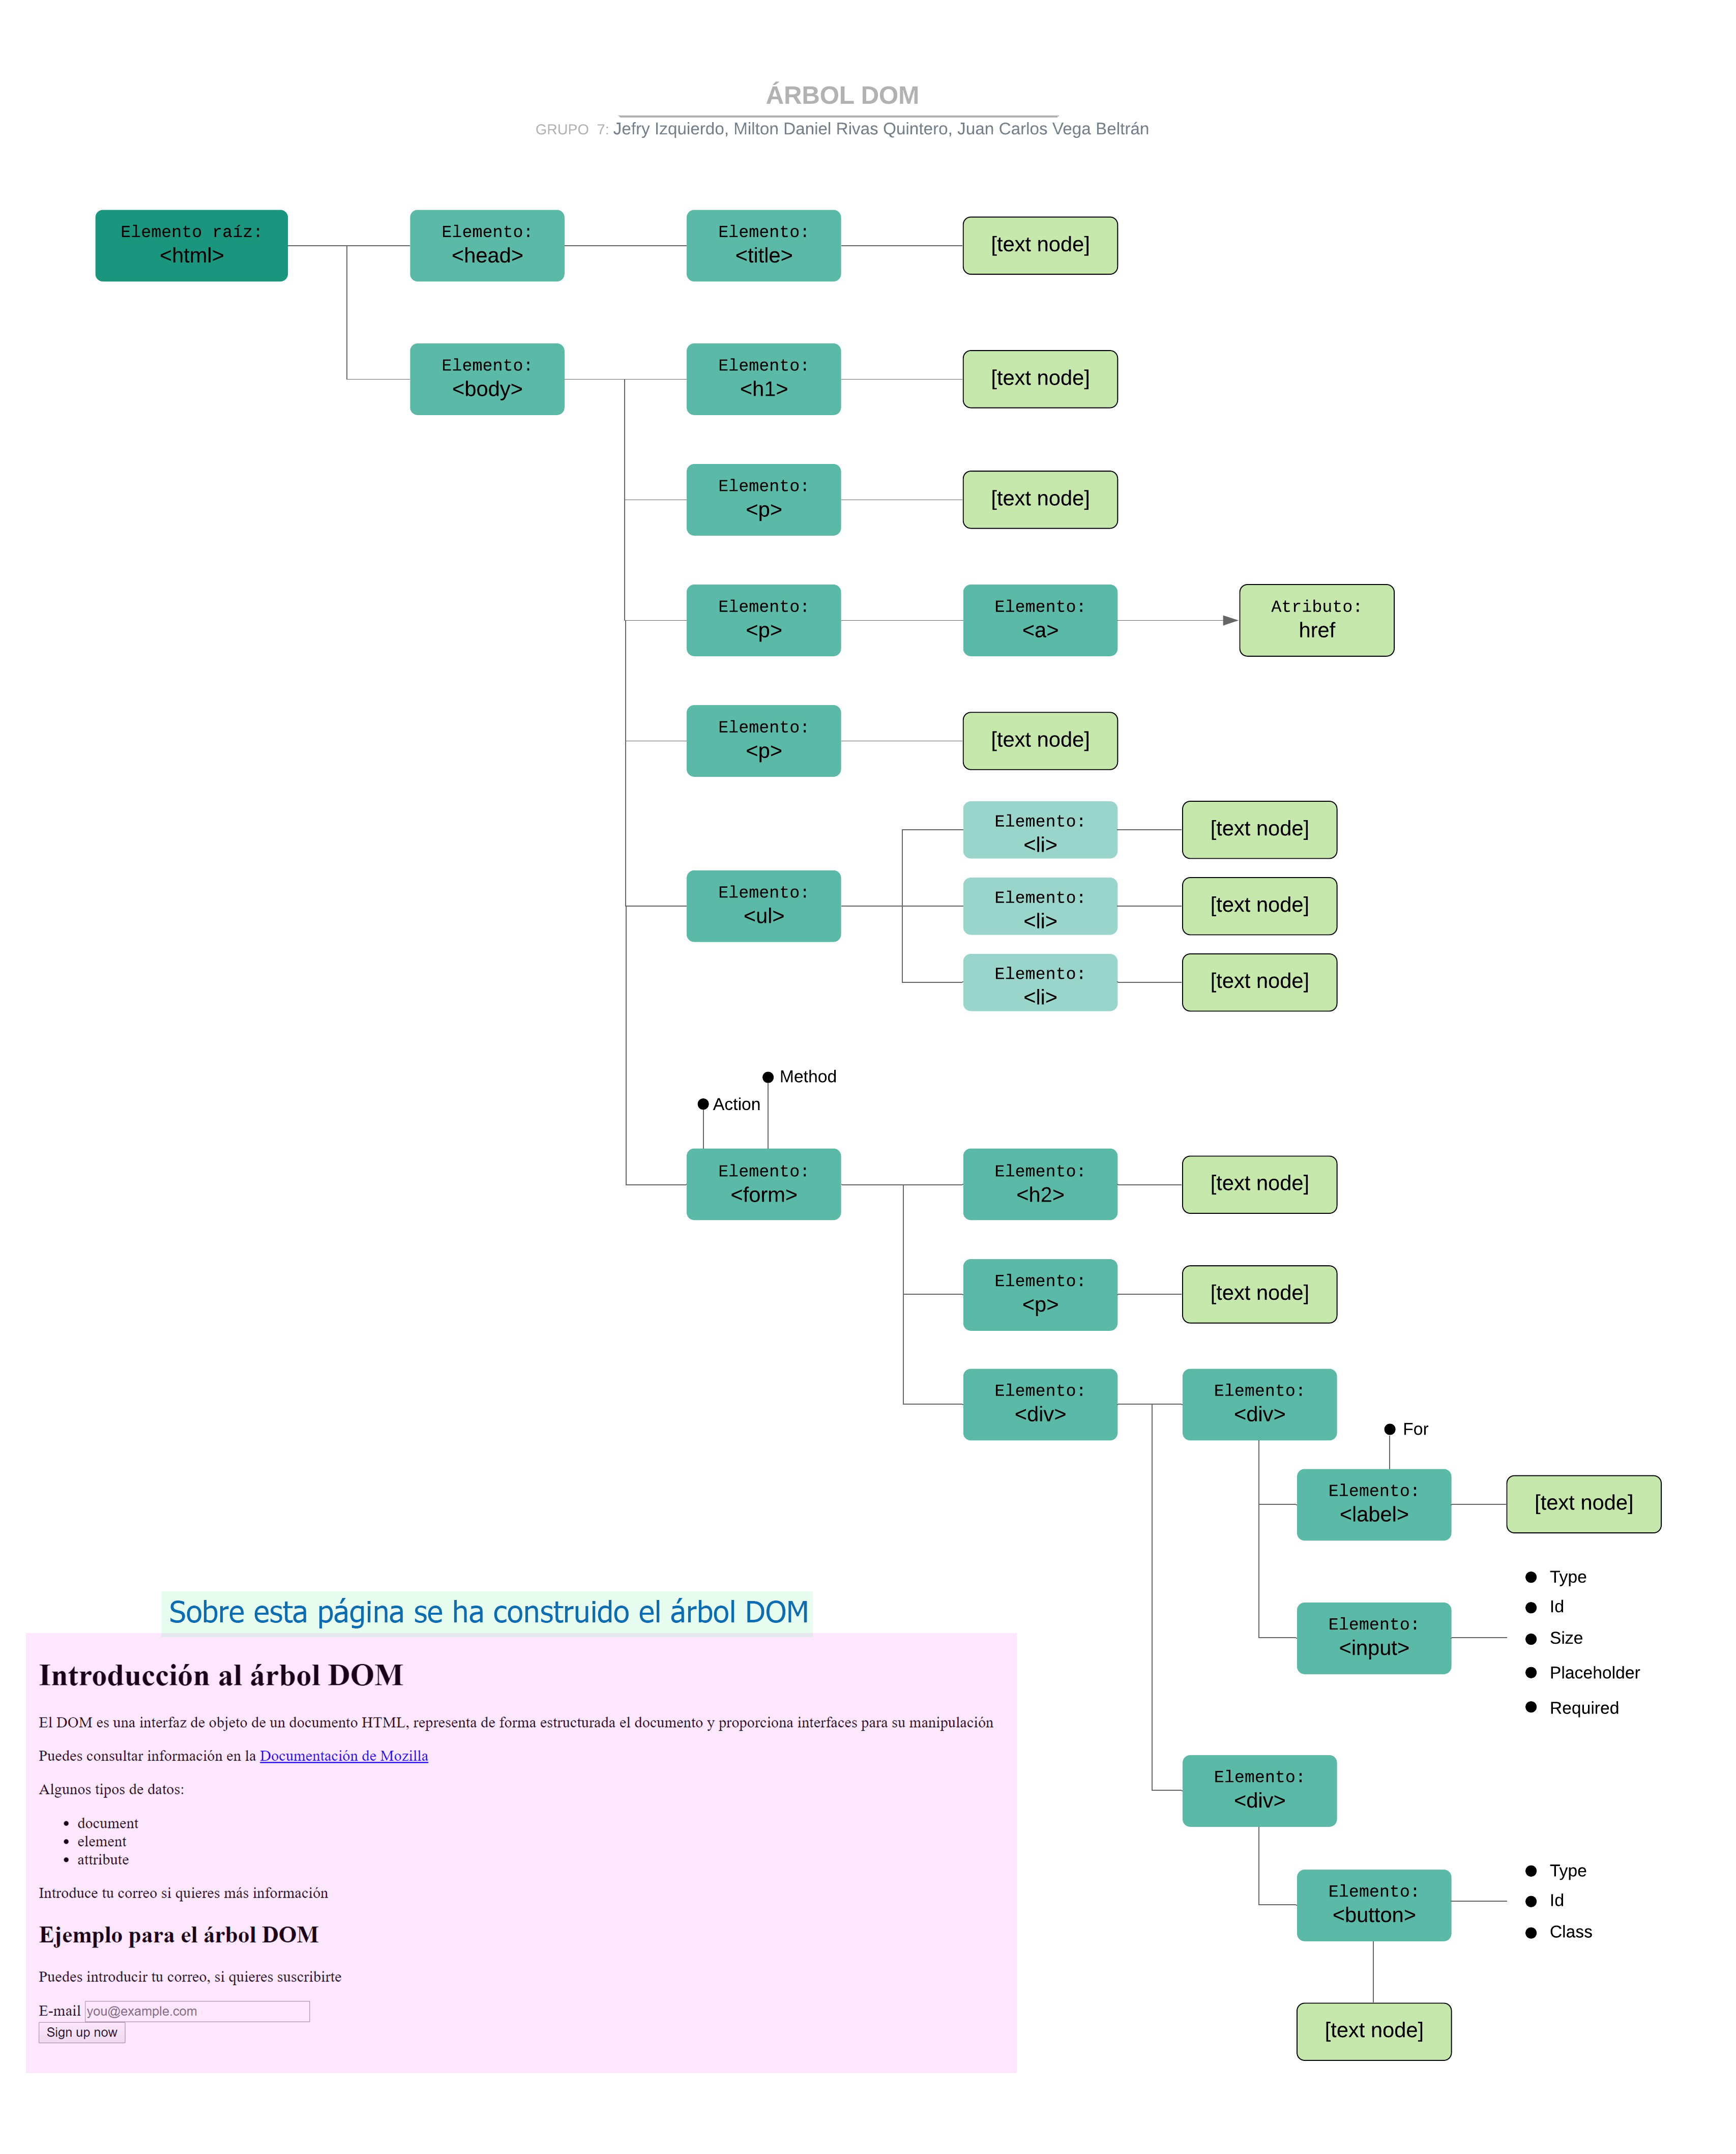 ÁRBOL DOM
GRUPO 7: Jefry Izquierdo, Milton Daniel Rivas Quintero, Juan Carlos Vega Beltrán
Elemento raíz:
<html>
Elemento:
<head>
Elemento:
<title>
[text node]
Elemento:
<body>
Elemento:
<h1>
[text node]
Elemento:
<p>
[text node]
Elemento:
<p>
Elemento:
<a>
Atributo:
href
Elemento:
<p>
[text node]
Elemento:
<ul>
Elemento:
<li>
[text node]
Elemento:
<li>
[text node]
Elemento:
<li>
[text node]
Method
Action
Elemento:
<form>
Elemento:
<h2>
[text node]
Elemento:
<p>
[text node]
Elemento:
<div>
Elemento:
<div>
For
Elemento:
<label>
[text node]
Elemento:
<input>
Type
Id
Size
Placeholder
Required
Elemento:
<div>
Elemento:
<button>
Type
Id
Class
[text node]
Sobre esta página se ha construido el árbol DOM
Introducción al árbol DOM
El DOM es una interfaz de objeto de un documento HTML, representa de forma estructurada el documento y proporciona interfaces para su manipulación
Puedes consultar información en la Documentación de Mozilla
Algunos tipos de datos:
• document
• element
• attribute
Introduce tu correo si quieres más información
Ejemplo para el árbol DOM
Puedes introducir tu correo, si quieres suscribirte
E-mail you@example.com
Sign up now